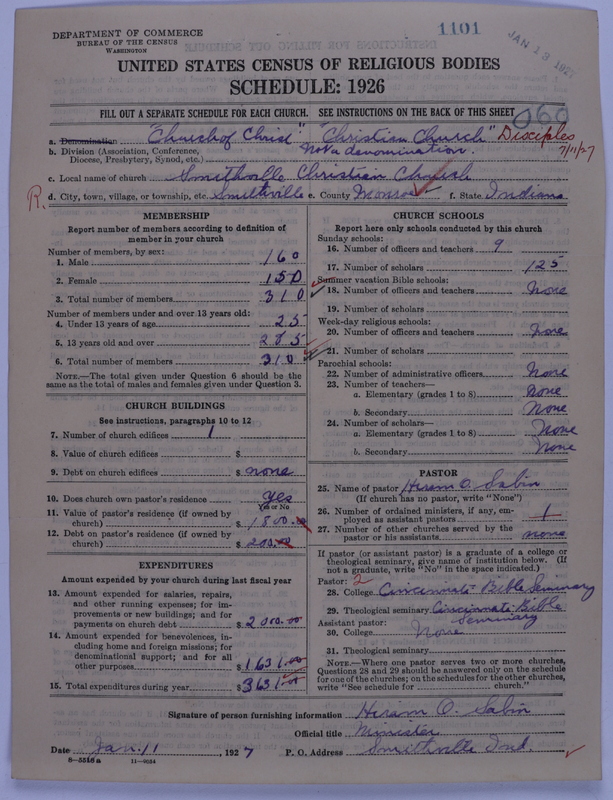 DEPARTMENT OF COMMERCE
BUREAU OF THE CENSUS
WASHINGTON
1101
JAN 13 1927
UNITED STATES CENSUS OF RELIGIOUS BODIES
SCHEDULE: 1926
FILL OUT A SEPARATE SCHEDULE FOR EACH CHURCH. SEE INSTRUCTIONS ON THE BACK OF THIS SHEET
060
a. Denomination "Church of Christ" "Christian Church" Disciples
7/11/27
b. Division (Association, Conference, Diocese, Presbytery, Synod, etc.) Not a denomination.
c. Local name of church Smithville Christian Church
R. d. City, town, village, or township, etc. Smithville e. County Monroe f. State Indiana
MEMBERSHIP
Report number of members according to definition of member in your church
Number of members, by sex:
1. Male 160
2. Female 150
3. Total number of members 310
Number of members under and over 13 years old:
4. Under 13 years of age 25
5. 13 years old and over 285
6. Total number of members 310
NOTE.—The total given under Question 6 should be the same as the total of males and females given under Question 3.
CHURCH BUILDINGS
See instructions, paragraphs 10 to 12
7. Number of church edifices 1
8. Value of church edifices $
9. Debt on church edifices $ none
10. Does church own pastor's residence yes
Yes or No
11. Value of pastor's residence (if owned by church) $ 1800.00
12. Debt on pastor's residence (if owned by church) $ 200.00
EXPENDITURES
Amount expended by your church during last fiscal year
13. Amount expended for salaries, repairs, and other running expenses; for improvements or new buildings; and for payments on church debt $ 2000.00
14. Amount expended for benevolences, including home and foreign missions; for denominational support; and for all other purposes $ 1631.00
15. Total expenditures during year $ 3631.00
CHURCH SCHOOLS
Report here only schools conducted by this church
Sunday schools:
16. Number of officers and teachers 9
17. Number of scholars 125
Summer vacation Bible schools:
18. Number of officers and teachers None
19. Number of scholars
Week-day religious schools:
20. Number of officers and teachers None
21. Number of scholars
Parochial schools:
22. Number of administrative officers None
23. Number of teachers—
a. Elementary (grades 1 to 8) None
b. Secondary None
24. Number of scholars—
a. Elementary (grades 1 to 8) None
b. Secondary None
PASTOR
25. Name of pastor Hiram O. Sabin
(If church has no pastor, write "None")
26. Number of ordained ministers, if any, employed as assistant pastors 1
27. Number of other churches served by the pastor or his assistants none
If pastor (or assistant pastor) is a graduate of a college or theological seminary, give name of institution below. (If not a graduate, write "No" in the space indicated.)
Pastor: 2
28. College Cincinnati Bible Seminary
29. Theological seminary Cincinnati Bible Seminary
Assistant pastor:
30. College None
31. Theological seminary
NOTE.—Where one pastor serves two or more churches, Questions 28 and 29 should be answered only on the schedule for one of the churches; on the schedules for the other churches, write "See schedule for church."
Signature of person furnishing information Hiram O. Sabin
Official title Minister
Date Jan. 11, 1927 P. O. Address Smithville Ind.
8—5516a 11—9034